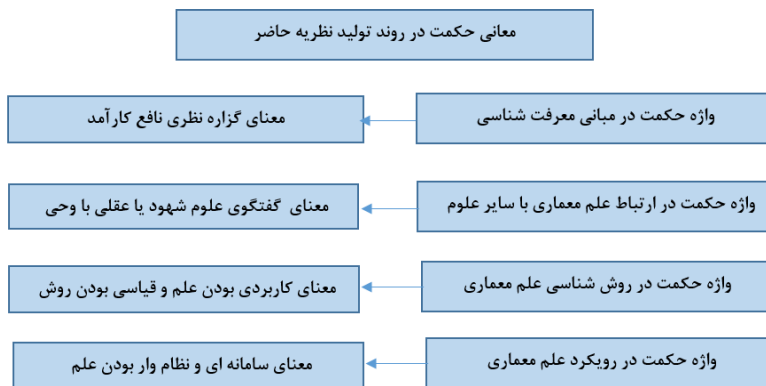 معانی حکمت در روند تولید نظریه حاضر
واژه حکمت در مبانی معرفت شناسی
معنای گزاره نظری نافع کارآمد
واژه حکمت در ارتباط علم معماری با سایر علوم
معنای گفتگوی علوم شهود یا عقلی با وحی
واژه حکمت در روش شناسی علم معماری
معنای کاربردی بودن علم و قیاسی بودن روش
واژه حکمت در رویکرد علم معماری
معنای سامانه ای و نظام وار بودن علم